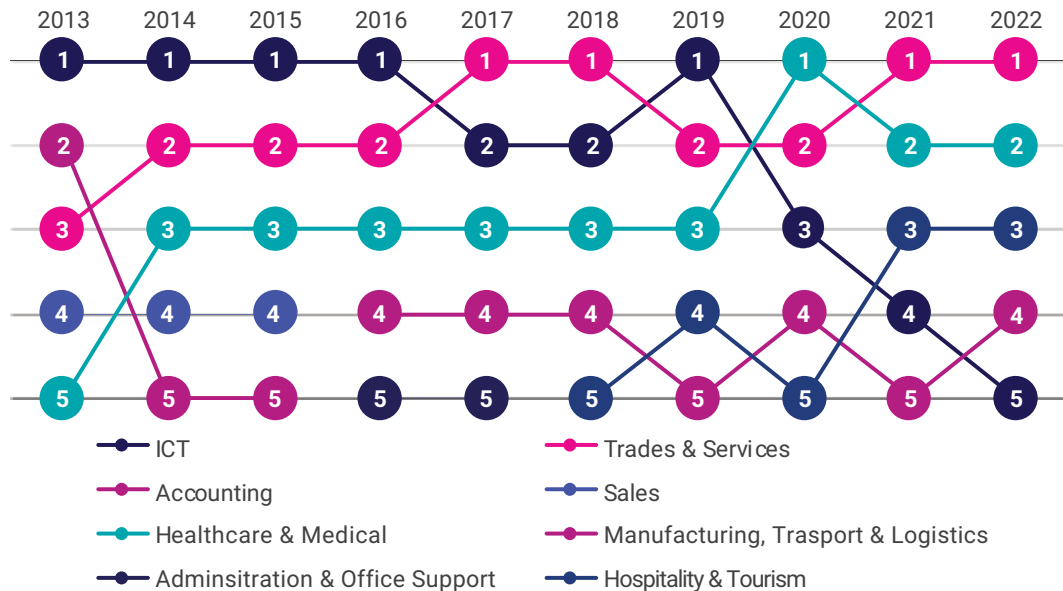 2013 2014 2015 2016 2017 2018 2019 2020 2021 2022
1 1 1 1 1 1 1 1 1 1
2 2 2 2 2 2 2 2 2 2
3 3 3 3 3 3 3 3 3 3
4 4 4 4 4 4 4 4 4 4
5 5 5 5 5 5 5 5 5 5
ICT Trades & Services
Accounting Sales
Healthcare & Medical Manufacturing, Trasport & Logistics
Adminsitration & Office Support Hospitality & Tourism